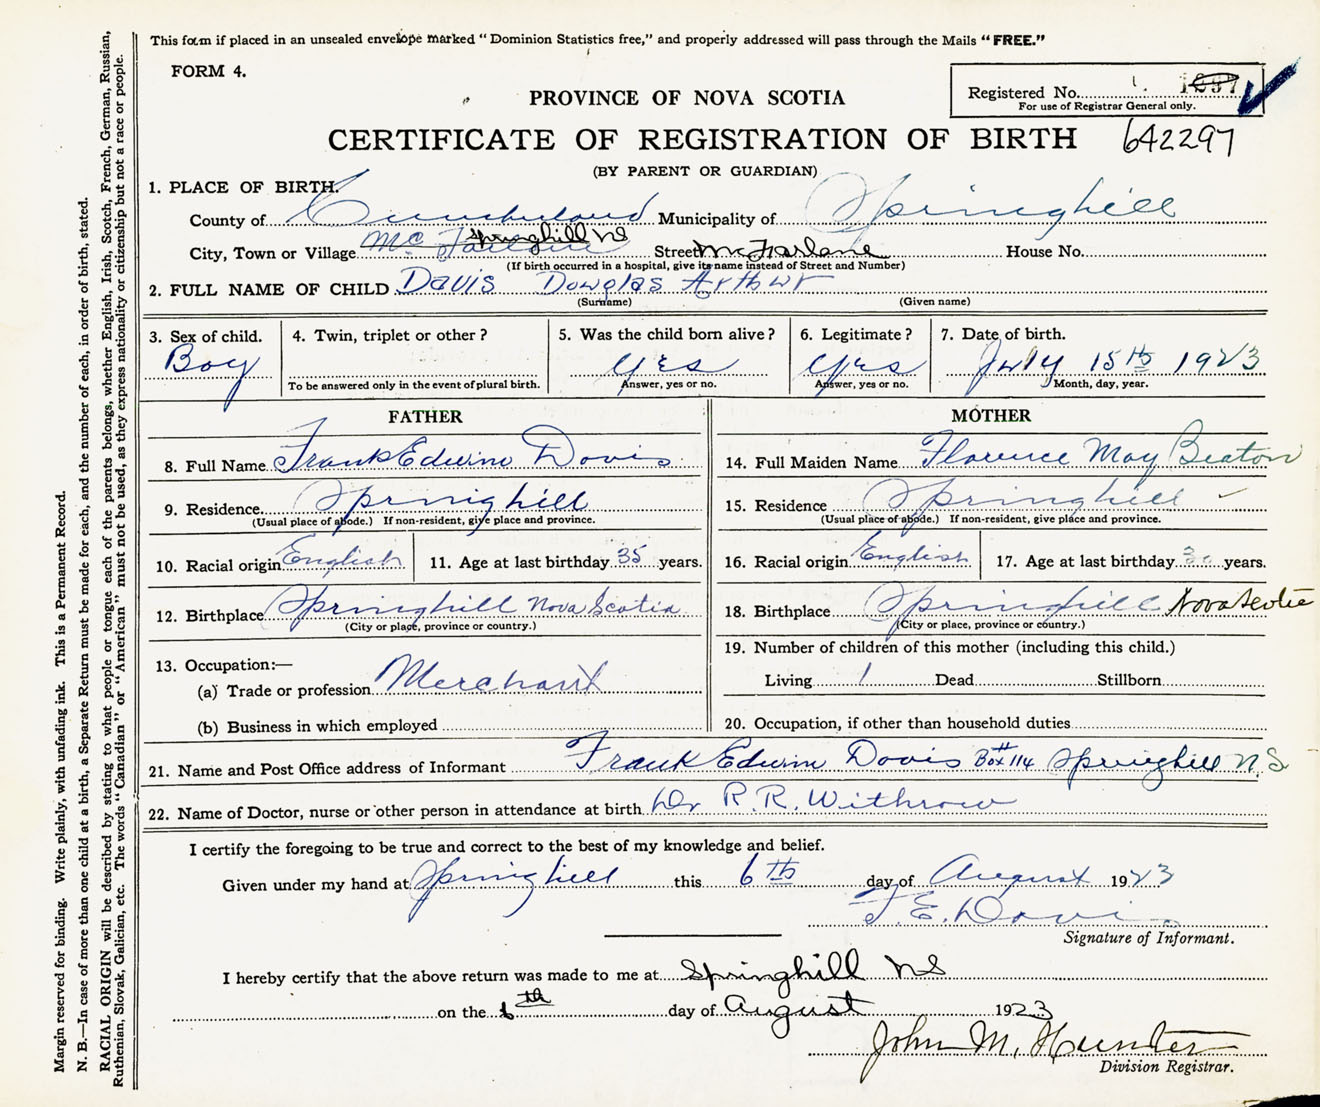 This form if placed in an unsealed envelope marked "Dominion Statistics free," and properly addressed will pass through the Mails "FREE."
FORM 4.
Registered No.
For use of Registrar General only.
PROVINCE OF NOVA SCOTIA
CERTIFICATE OF REGISTRATION OF BIRTH 642297
(BY PARENT OR GUARDIAN)
1. PLACE OF BIRTH.
County of Cumberland Municipality of Springhill
City, Town or Village Mc Farlane Springhill NS Street McFarlane House No.
(If birth occurred in a hospital, give its name instead of Street and Number)
2. FULL NAME OF CHILD Davis Douglas Arthur
(Surname) (Given name)
3. Sex of child. 4. Twin, triplet or other? 5. Was the child born alive? 6. Legitimate? 7. Date of birth.
Boy Yes Yes July 15th 1923
To be answered only in the event of plural birth. Answer, yes or no. Answer, yes or no. Month, day, year.
FATHER
8. Full Name Frank Edwin Davis
9. Residence. Springhill
(Usual place of abode.) If non-resident, give place and province.
10. Racial origin English 11. Age at last birthday 35 years.
12. Birthplace Springhill Nova Scotia
(City or place, province or country.)
13. Occupation:—
(a) Trade or profession Merchant
(b) Business in which employed
MOTHER
14. Full Maiden Name Florence May Beaton
15. Residence Springhill
(Usual place of abode.) If non-resident, give place and province.
16. Racial origin English 17. Age at last birthday years.
18. Birthplace Springhill Nova Scotia
(City or place, province or country.)
19. Number of children of this mother (including this child.)
Living 1 Dead Stillborn
20. Occupation, if other than household duties
21. Name and Post Office address of Informant Frank Edwin Davis Box # 114 Springhill N.S
22. Name of Doctor, nurse or other person in attendance at birth Dr R.R. Withrow
I certify the foregoing to be true and correct to the best of my knowledge and belief.
Given under my hand at Springhill this 6th day of August 1923
F. E. Davis
Signature of Informant.
I hereby certify that the above return was made to me at Springhill NS
on the 6th day of August 1923
John M. Hunter
Division Registrar.
Margin reserved for binding. Write plainly, with unfading ink. This is a Permanent Record.
N. B.—In case of more than one child at a birth, a Separate Return must be made for each, and the number of each, in order of birth, stated.
RACIAL ORIGIN will be described by stating to what people or tongue each of the parents belongs, whether English, Irish, Scotch, French, German, Russian,
Ruthenian, Slovak, Galician, etc. The words "Canadian" or "American" must not be used, as they express nationality or citizenship but not a race or people.